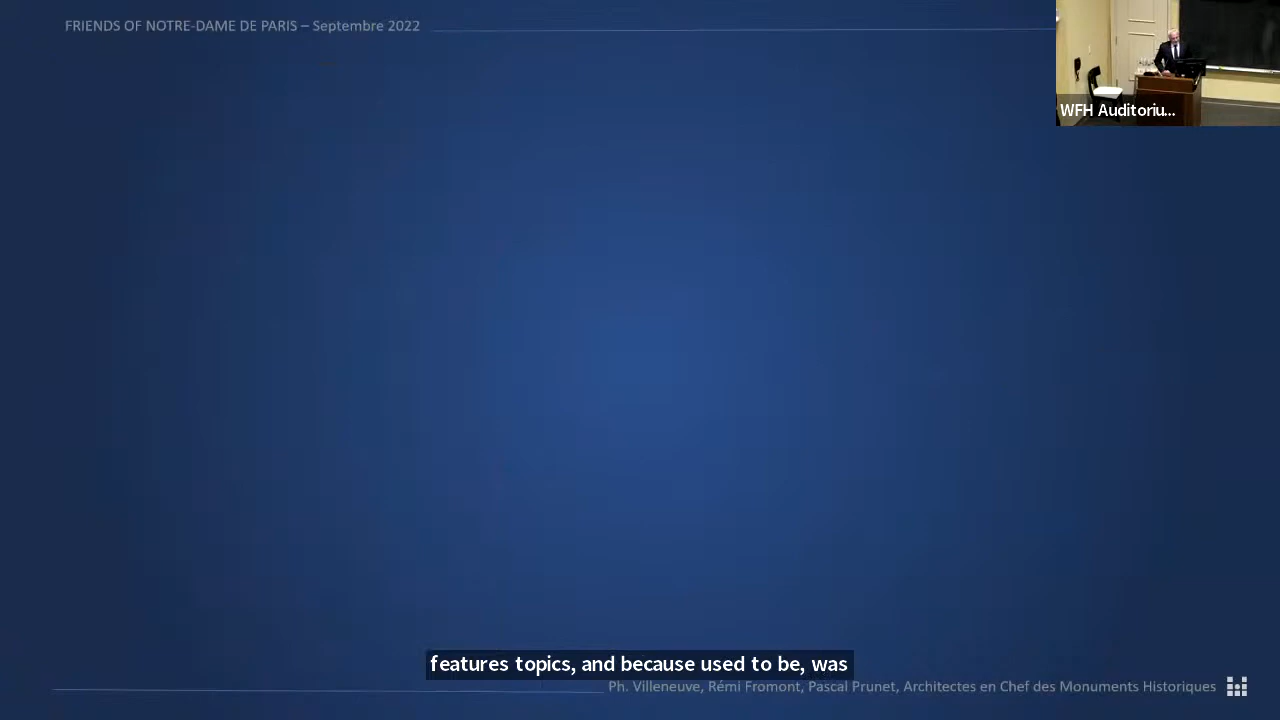 FRIENDS OF NOTRE-DAME DE PARIS – Septembre 2022
WFH Auditoriu...
features topics, and because used to be, was
Ph. Villeneuve, Rémi Fromont, Pascal Prunet, Architectes en Chef des Monuments Historiques